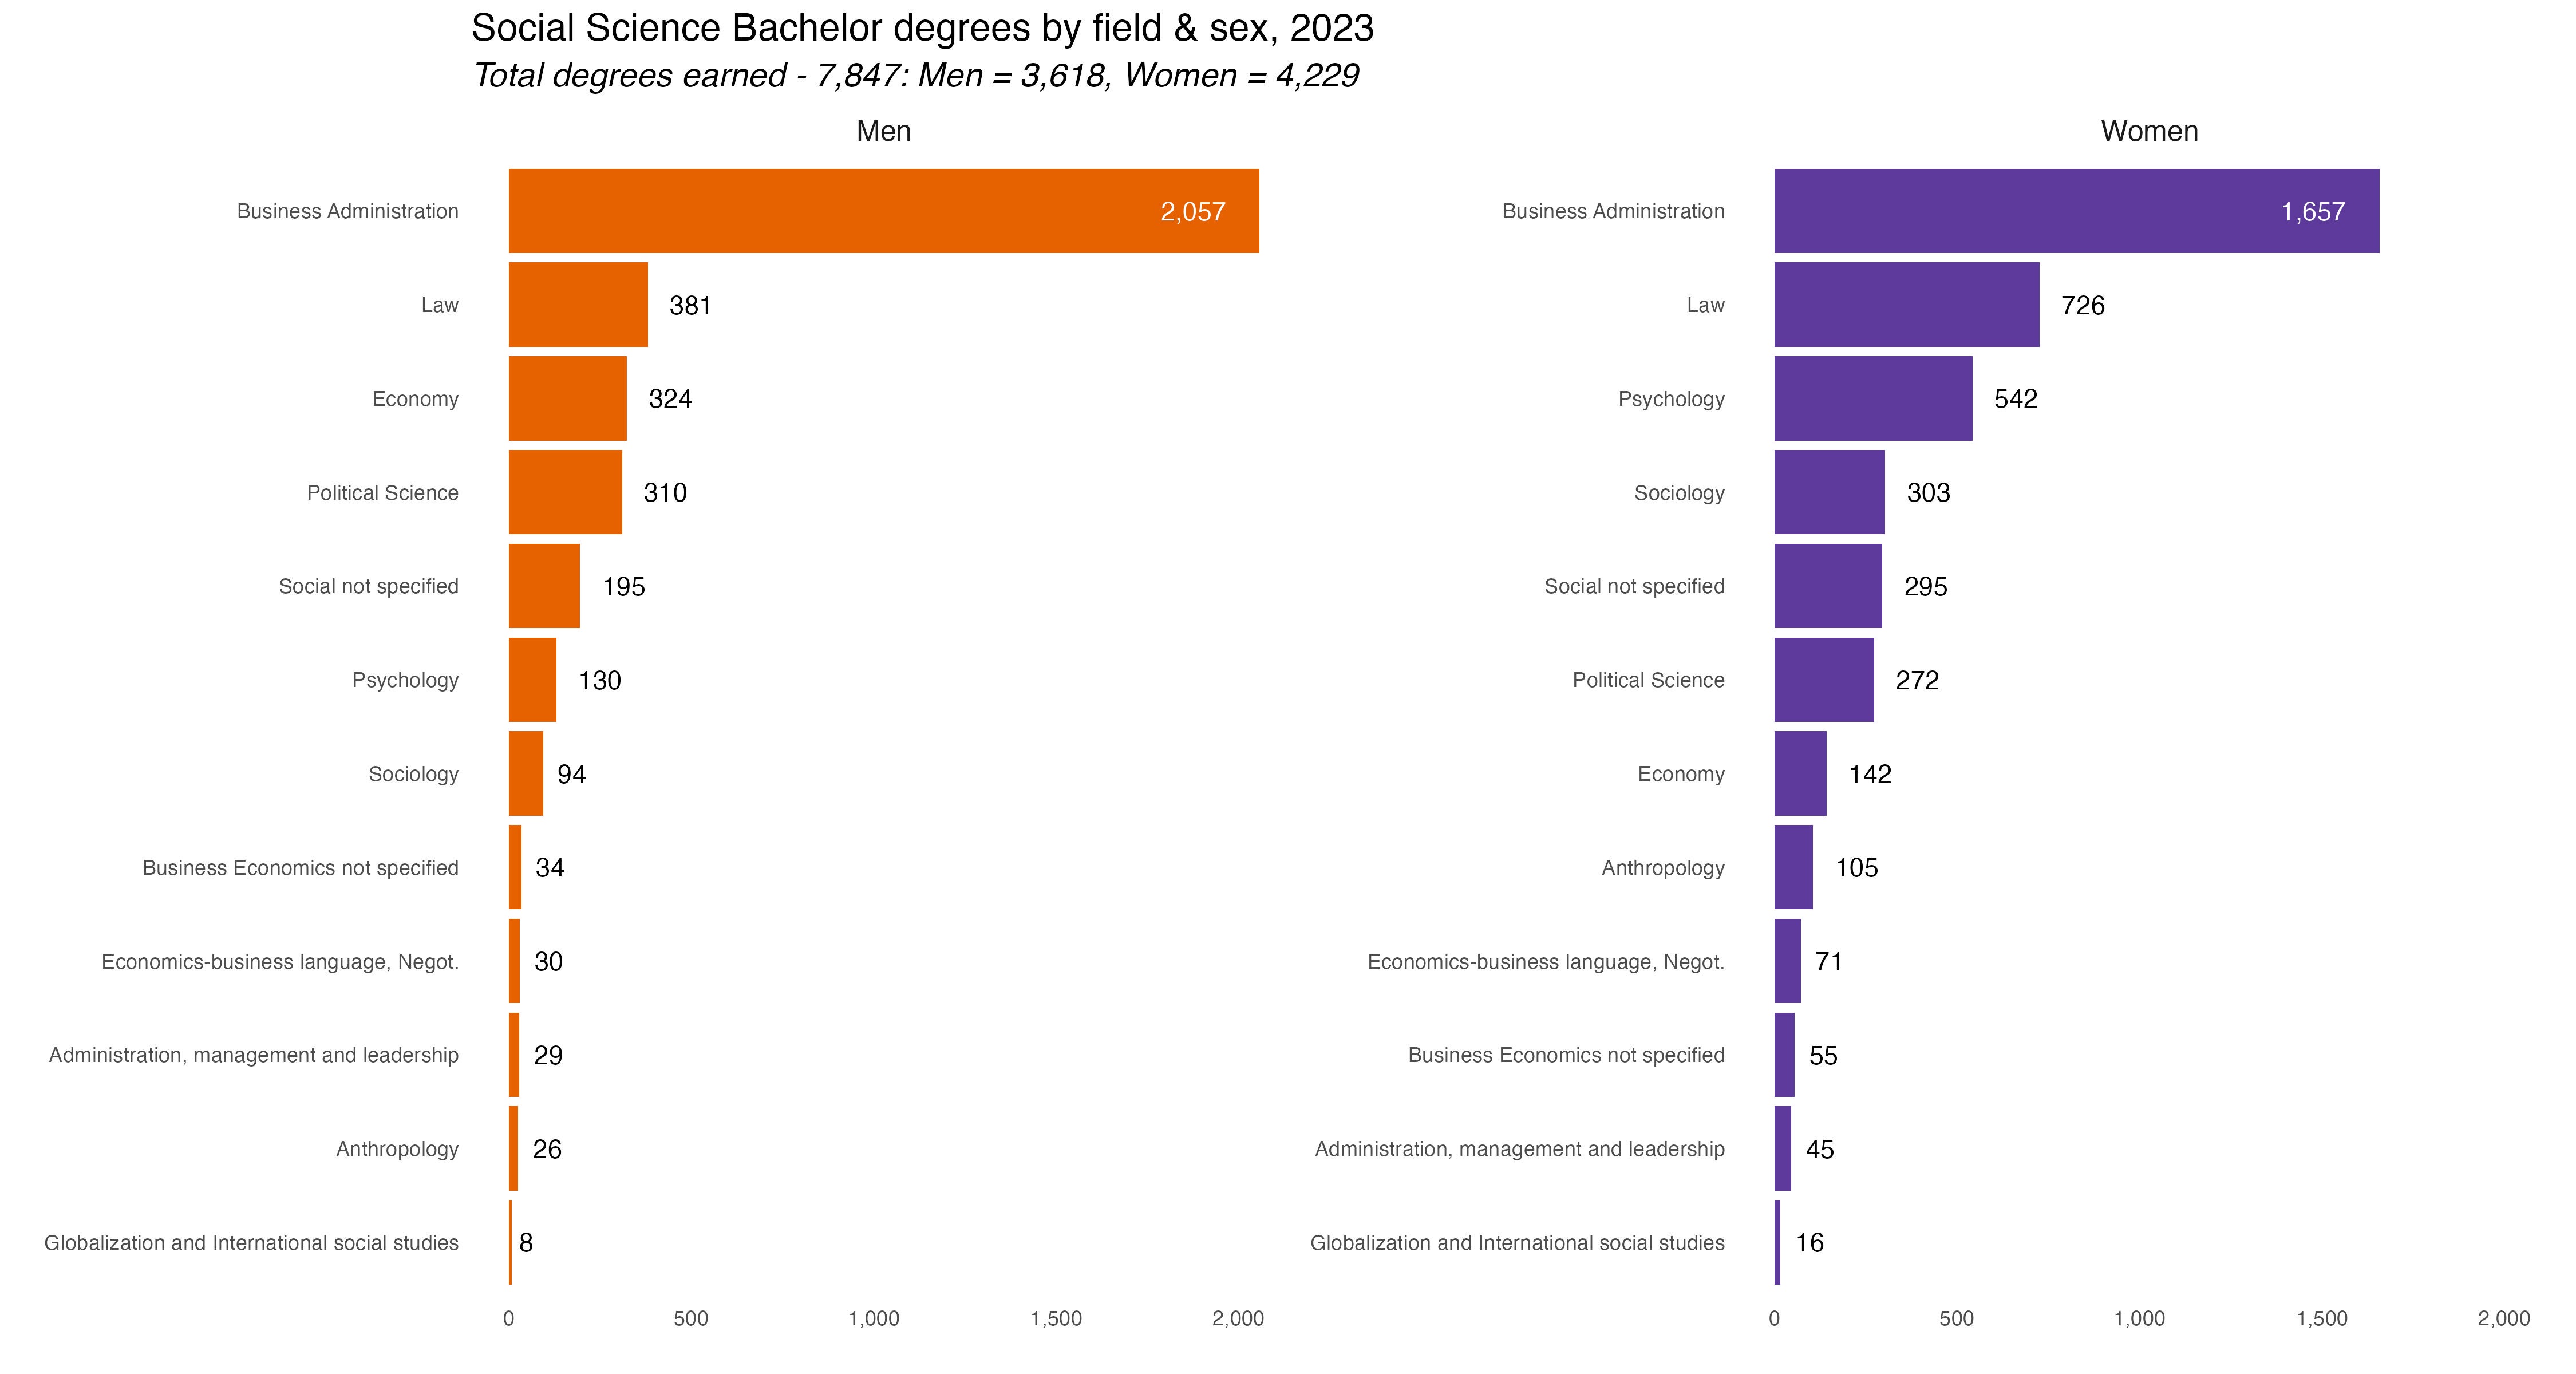 Social Science Bachelor degrees by field & sex, 2023
Total degrees earned - 7,847: Men = 3,618, Women = 4,229
Men
Business Administration 2,057
Law 381
Economy 324
Political Science 310
Social not specified 195
Psychology 130
Sociology 94
Business Economics not specified 34
Economics-business language, Negot. 30
Administration, management and leadership 29
Anthropology 26
Globalization and International social studies 8
0 500 1,000 1,500 2,000
Women
Business Administration 1,657
Law 726
Psychology 542
Sociology 303
Social not specified 295
Political Science 272
Economy 142
Anthropology 105
Economics-business language, Negot. 71
Business Economics not specified 55
Administration, management and leadership 45
Globalization and International social studies 16
0 500 1,000 1,500 2,000